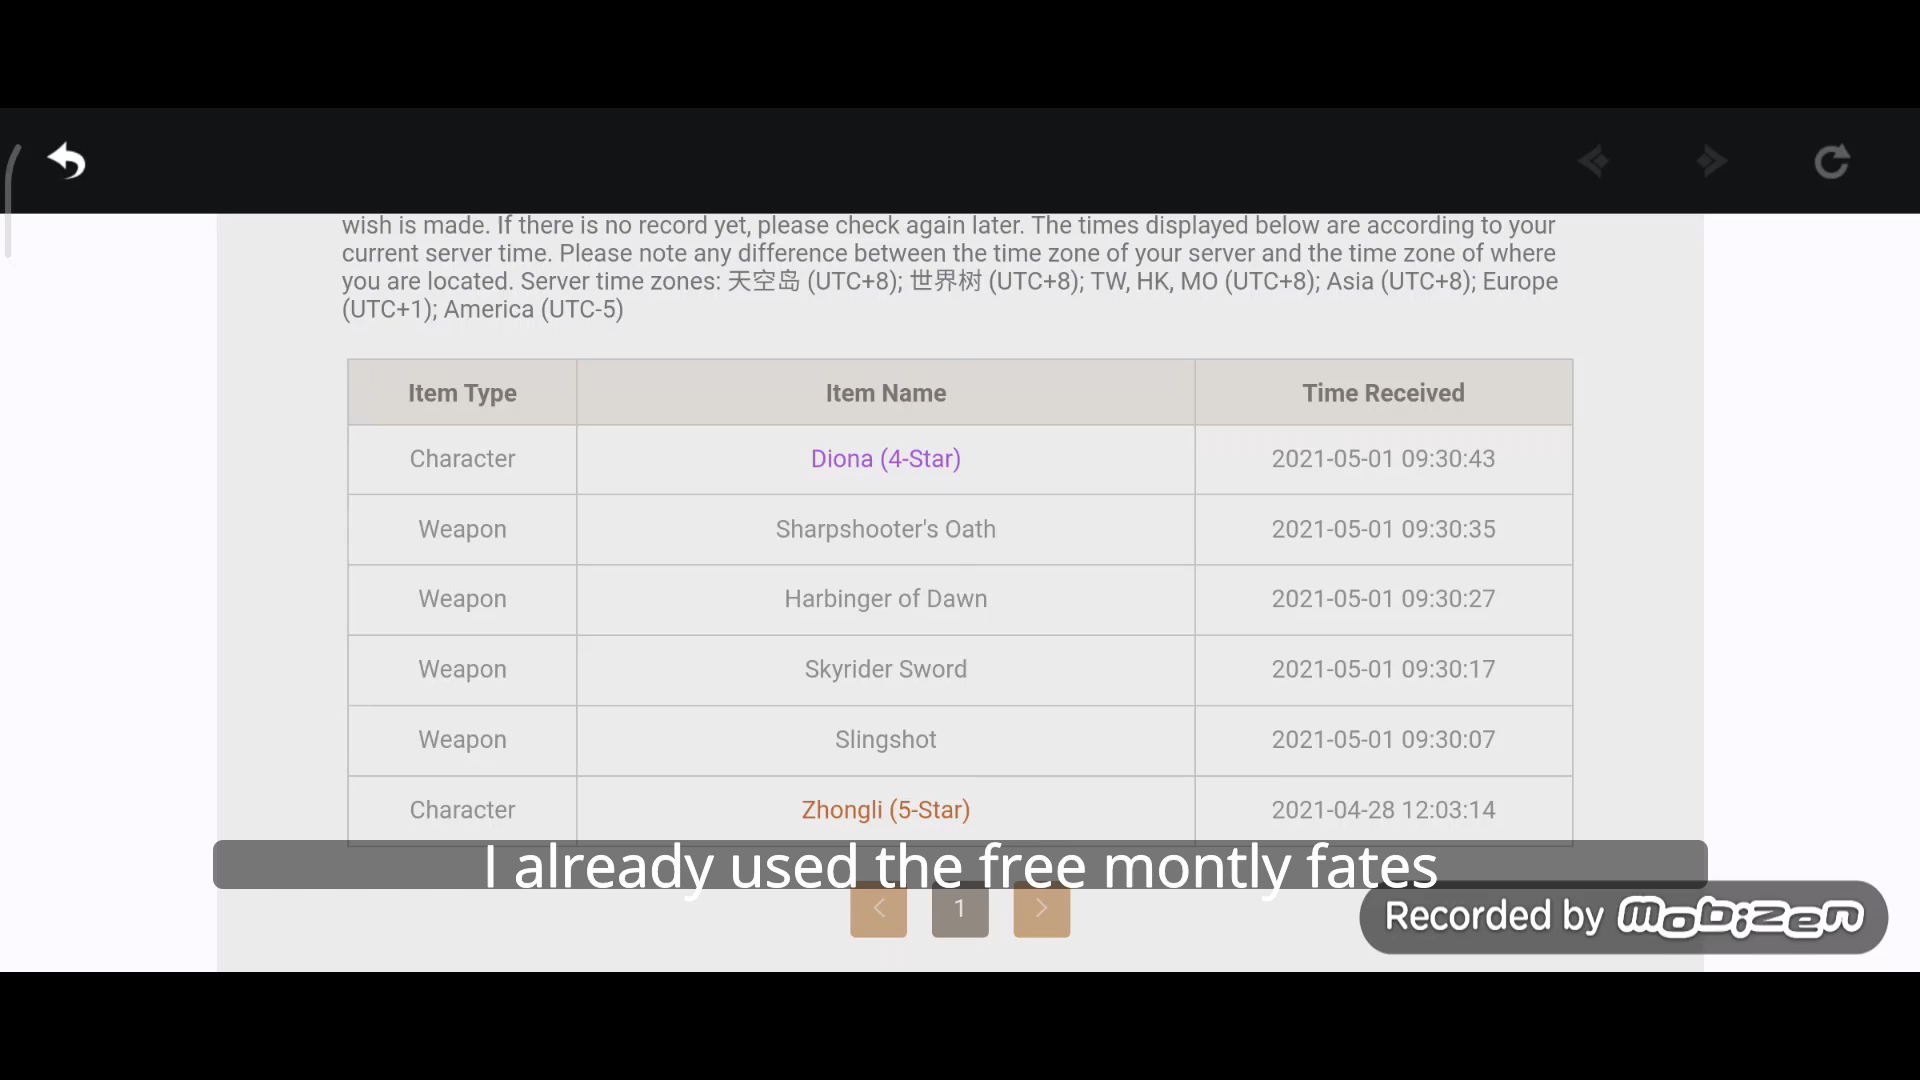 wish is made. If there is no record yet, please check again later. The times displayed below are according to your
current server time. Please note any difference between the time zone of your server and the time zone of where
you are located. Server time zones: 天空岛 (UTC+8); 世界树 (UTC+8); TW, HK, MO (UTC+8); Asia (UTC+8); Europe
(UTC+1); America (UTC-5)
Item Type Item Name Time Received
Character Diona (4-Star) 2021-05-01 09:30:43
Weapon Sharpshooter's Oath 2021-05-01 09:30:35
Weapon Harbinger of Dawn 2021-05-01 09:30:27
Weapon Skyrider Sword 2021-05-01 09:30:17
Weapon Slingshot 2021-05-01 09:30:07
Character Zhongli (5-Star) 2021-04-28 12:03:14
I already used the free montly fates
< 1 >
Recorded by mobizen